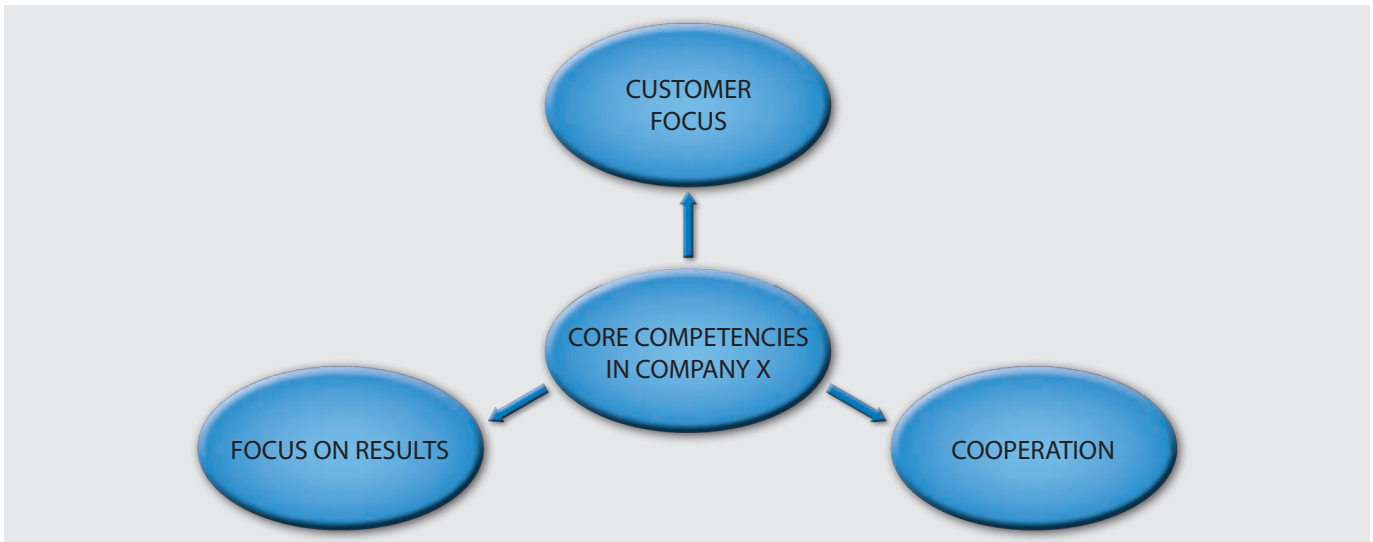 CUSTOMER
FOCUS
CORE COMPETENCIES
IN COMPANY X
FOCUS ON RESULTS
COOPERATION